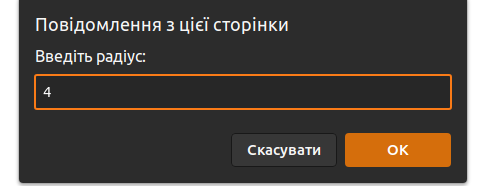 Повідомлення з цієї сторінки
Введіть радіус:
4
Скасувати
OK